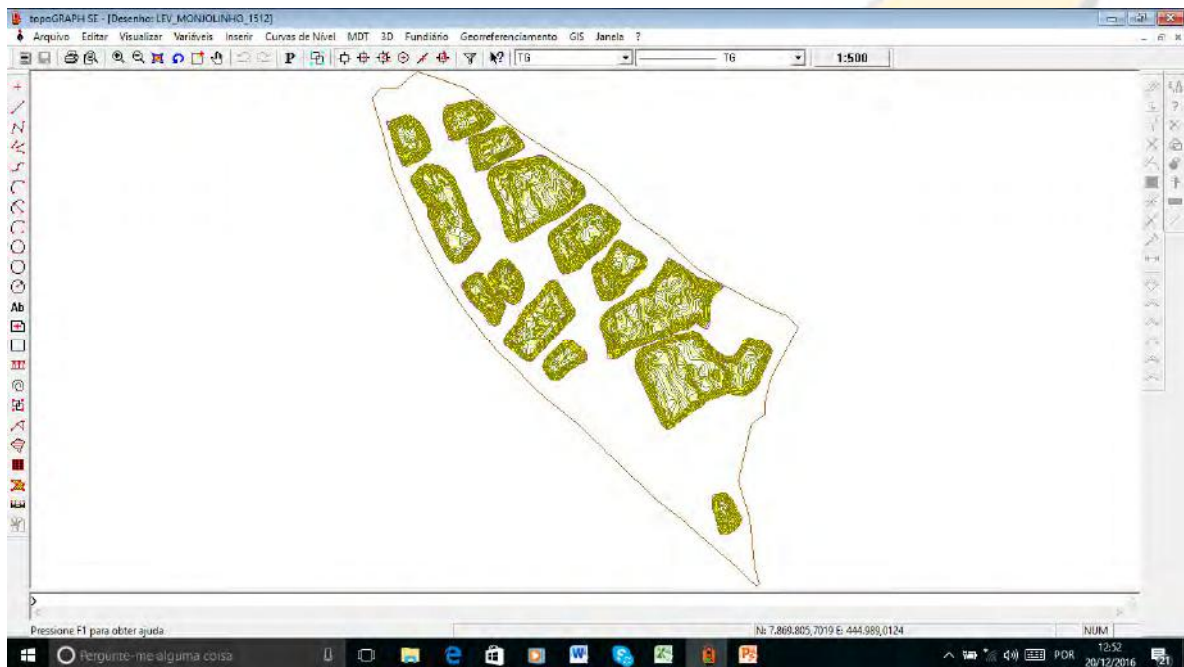 topoGRAPH SE - [Desenho: LEV_MONJOLINHO_1512]
Arquivo Editar Visualizar Variáveis Inserir Curvas de Nível MDT 3D Fundiário Georreferenciamento GIS Janela ?
P TG TG 1:500
Ab
Pressione F1 para obter ajuda
N: 7.869.805,7019 E: 444.989,0124
NUM
Pergunte-me alguma coisa
POR
12:52
20/12/2016
21